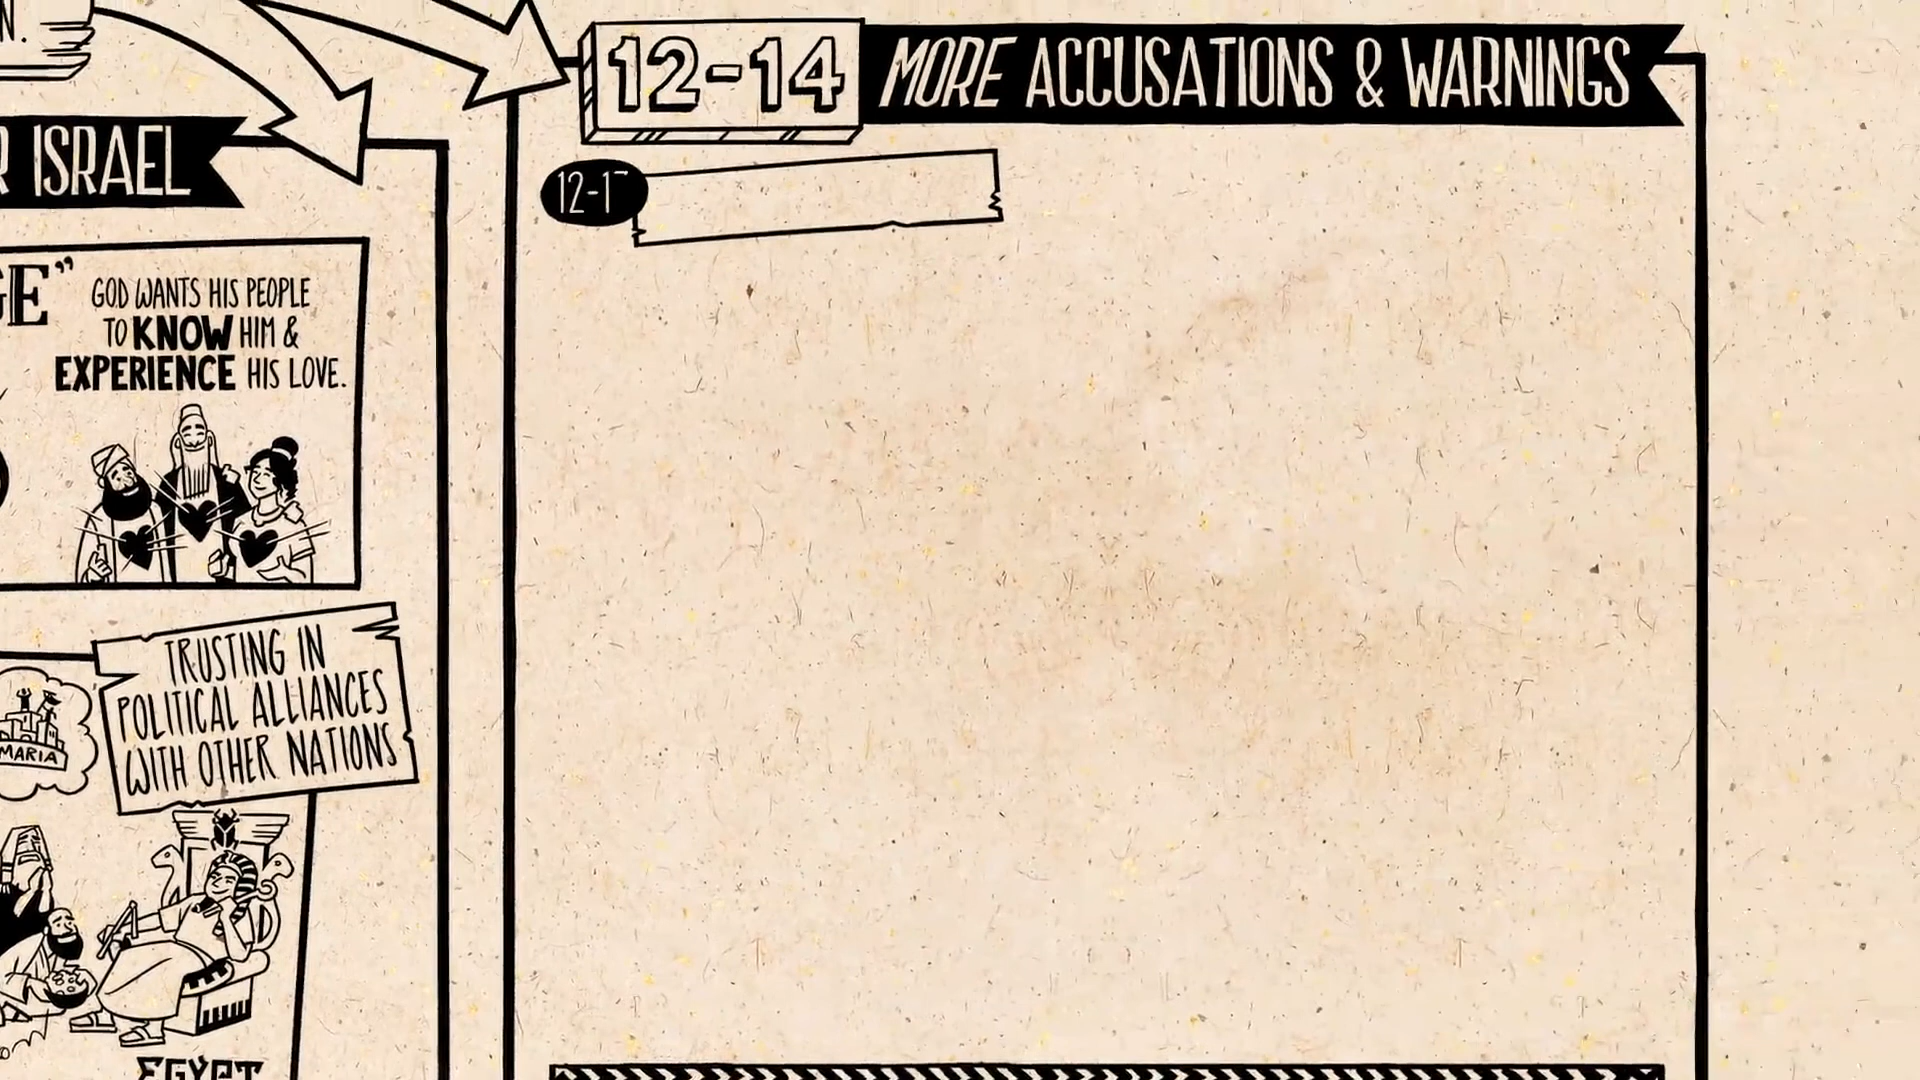 N.
12-14 MORE ACCUSATIONS & WARNINGS
R ISRAEL
12-1
GE”
GOD WANTS HIS PEOPLE
TO KNOW HIM &
EXPERIENCE HIS LOVE.
TRUSTING IN
POLITICAL ALLIANCES
WITH OTHER NATIONS
MARIA
EGYPT